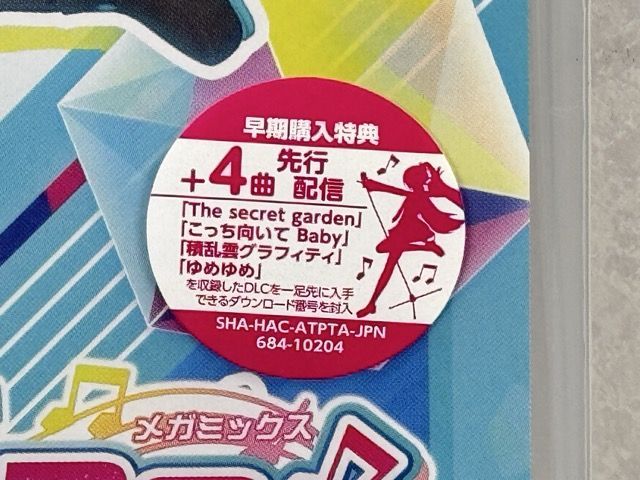 早期購入特典
+4曲 先行配信
「The secret garden」
「こっち向いて Baby」
「積乱雲グラフィティ」
「ゆめゆめ」
を収録したDLCを一足先に入手
できるダウンロード番号を封入
SHA-HAC-ATPTA-JPN
684-10204
メガミックス